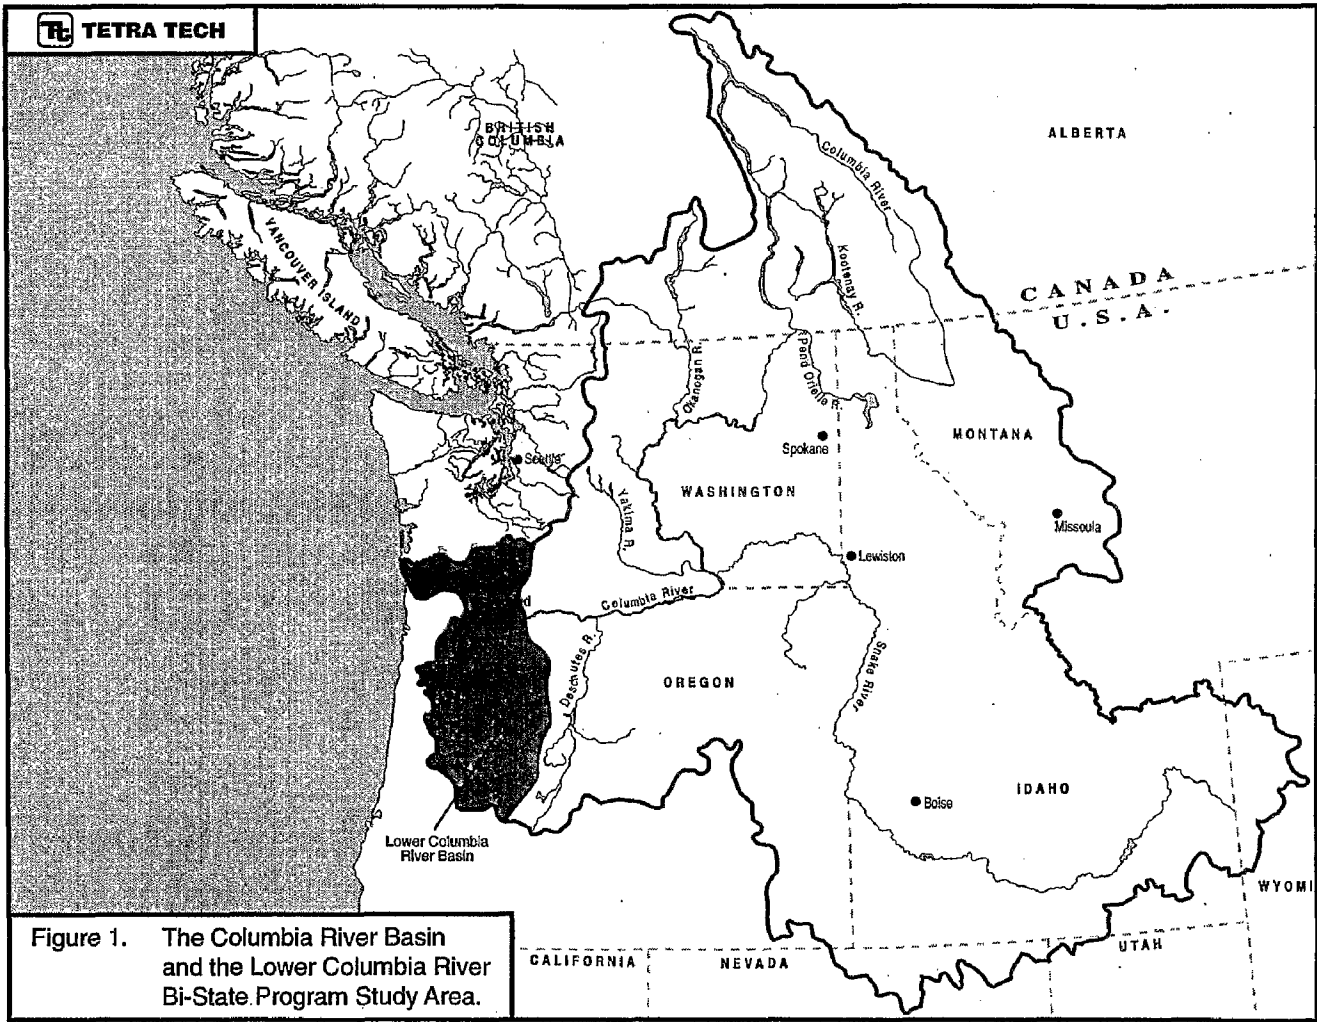 TETRA TECH
BRITISH
COLUMBIA
ALBERTA
Columbia River
VANCOUVER ISLAND
Kootenay R.
CANADA
U.S.A.
Okanogan R.
Pend Orielle R.
MONTANA
Spokane
Seattle
WASHINGTON
Yakima R.
Missoula
Lewiston
Columbia River
Deschutes R.
Snake River
OREGON
IDAHO
Boise
Lower Columbia
River Basin
WYOMI
UTAH
CALIFORNIA
NEVADA
Figure 1. The Columbia River Basin
and the Lower Columbia River
Bi-State Program Study Area.